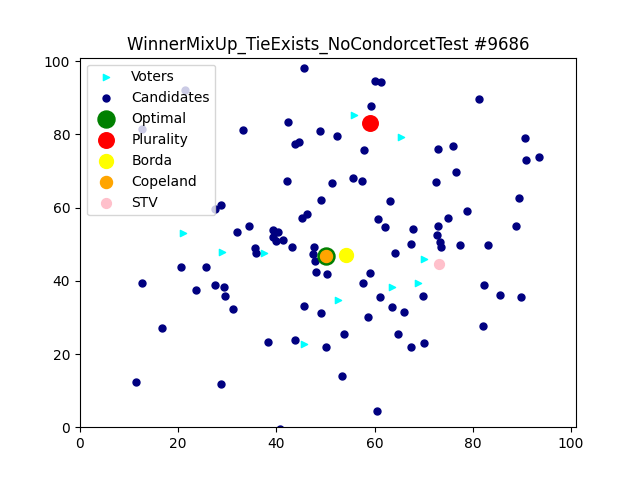 WinnerMixUp_TieExists_NoCondorcetTest #9686
100
80
60
40
20
0
0 20 40 60 80 100
Voters
Candidates
Optimal
Plurality
Borda
Copeland
STV